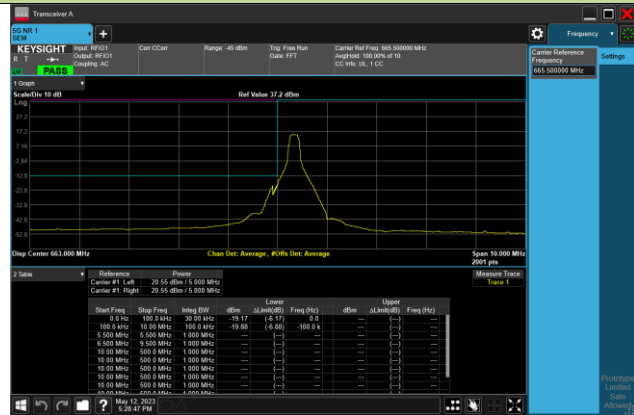 Transceiver A
5G NR 1
SEM
Frequency
KEYSIGHT
R T
LV
PASS
Input: RFIO1
Output: RFIO1
Coupling: AC
Corr CCorr
Range: -45 dBm
Trig: Free Run
Gate: FFT
Carrier Ref Freq: 665.500000 MHz
Avg|Hold: 100.00% of 10
CC Info: UL, 1 CC
Carrier Reference
Frequency
665.500000 MHz
Settings
1 Graph
Scale/Div 10 dB
Ref Value 37.2 dBm
Log
27.2
17.2
7.16
-2.84
-12.8
-22.8
-32.8
-42.8
-52.8
Disp Center 663.000 MHz
Chan Det: Average , #Offs Det: Average
Span 10.000 MHz
2001 pts
2 Table
Measure Trace
Trace 1
Reference Power
Carrier #1: Left 20.55 dBm / 5.000 MHz
Carrier #1: Right 20.55 dBm / 5.000 MHz
Lower Upper
Start Freq Stop Freq Integ BW dBm ΔLimit(dB) Freq (Hz) dBm ΔLimit(dB) Freq (Hz)
0.0 Hz 100.0 kHz 30.00 kHz -19.17 (-6.17) 0.0 --- (---) ---
100.0 kHz 10.00 MHz 100.0 kHz -19.88 (-6.88) -100.0 k --- (---) ---
5.500 MHz 5.500 MHz 1.000 MHz --- (---) --- --- (---) ---
6.500 MHz 9.500 MHz 1.000 MHz --- (---) --- --- (---) ---
10.00 MHz 500.0 MHz 1.000 MHz --- (---) --- --- (---) ---
10.00 MHz 500.0 MHz 1.000 MHz --- (---) --- --- (---) ---
10.00 MHz 500.0 MHz 1.000 MHz --- (---) --- --- (---) ---
10.00 MHz 500.0 MHz 1.000 MHz --- (---) --- --- (---) ---
10.00 MHz 500.0 MHz 1.000 MHz --- (---) --- --- (---) ---
Prototype
Limited
Sale
Allowed
May 12, 2023
5:28:47 PM